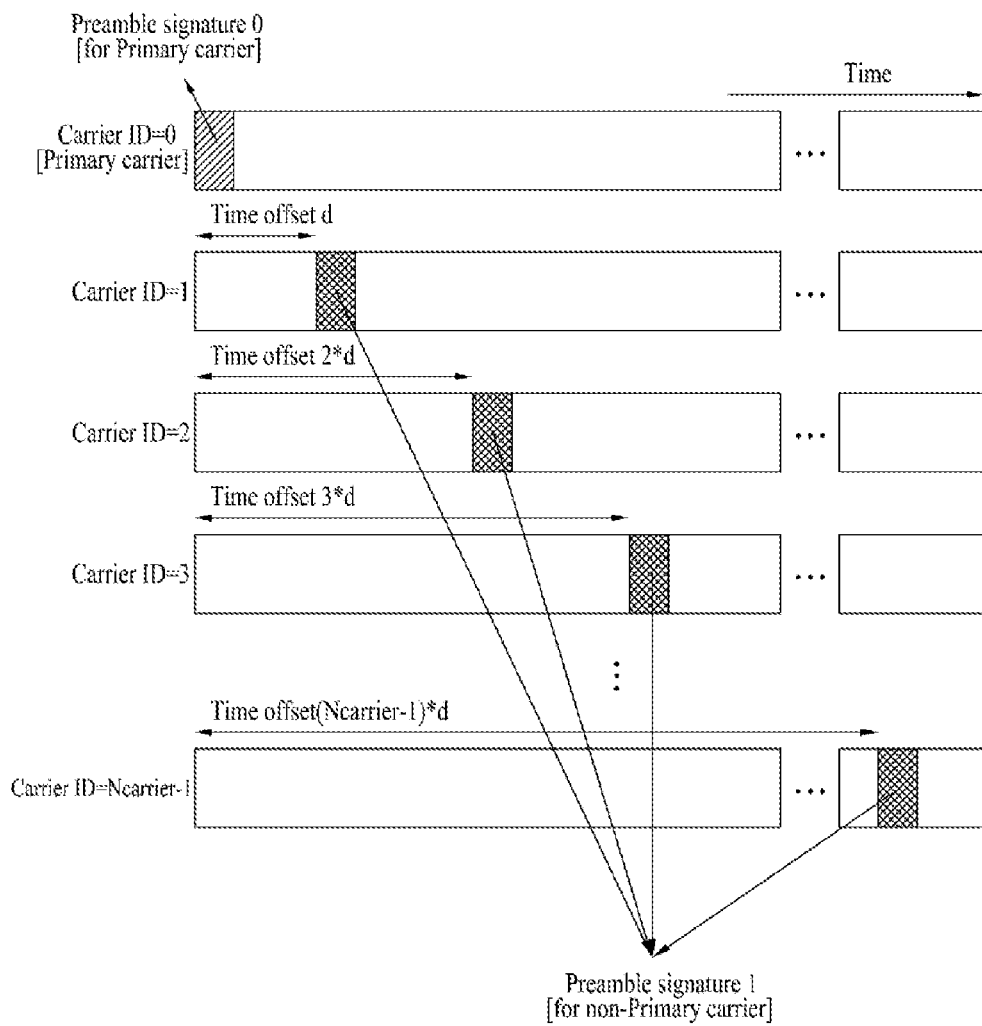 Preamble signature 0
[for Primary carrier]
Time
Carrier ID=0
[Primary carrier]
Time offset d
Carrier ID=1
Time offset 2*d
Carrier ID=2
Time offset 3*d
Carrier ID=3
Time offset(Ncarrier-1)*d
Carrier ID=Ncarrier-1
Preamble signature 1
[for non-Primary carrier]